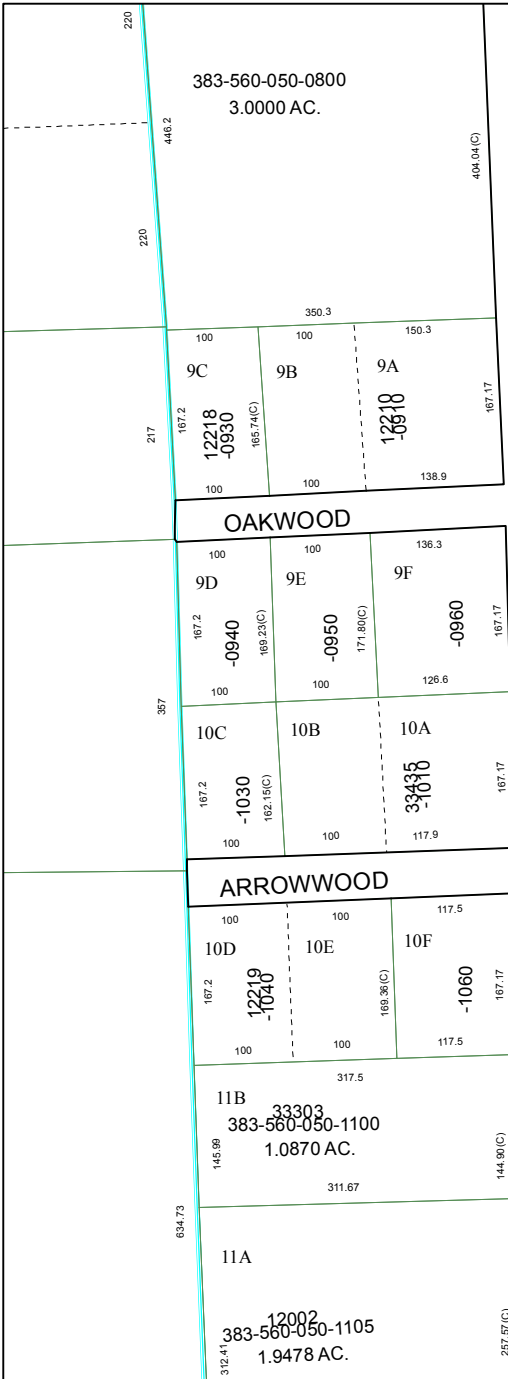 220
383-560-050-0800
3.0000 AC.
446.2
404.04(C)
220
350.3
100
100
150.3
9C
9B
9A
217
167.2
12218
-0930
165.74(C)
12210
-0910
167.17
100
100
138.9
OAKWOOD
100
100
136.3
9D
9E
9F
167.2
-0940
169.23(C)
-0950
171.80(C)
-0960
167.17
100
100
126.6
357
10C
10B
10A
167.2
-1030
162.15(C)
33435
-1010
167.17
100
100
117.9
ARROWWOOD
100
100
117.5
10D
10E
10F
167.2
12219
-1040
169.36(C)
-1060
167.17
100
100
117.5
317.5
11B
33303
383-560-050-1100
1.0870 AC.
145.99
144.90(C)
311.67
634.73
11A
12002
383-560-050-1105
1.9478 AC.
312.41
257.57(C)